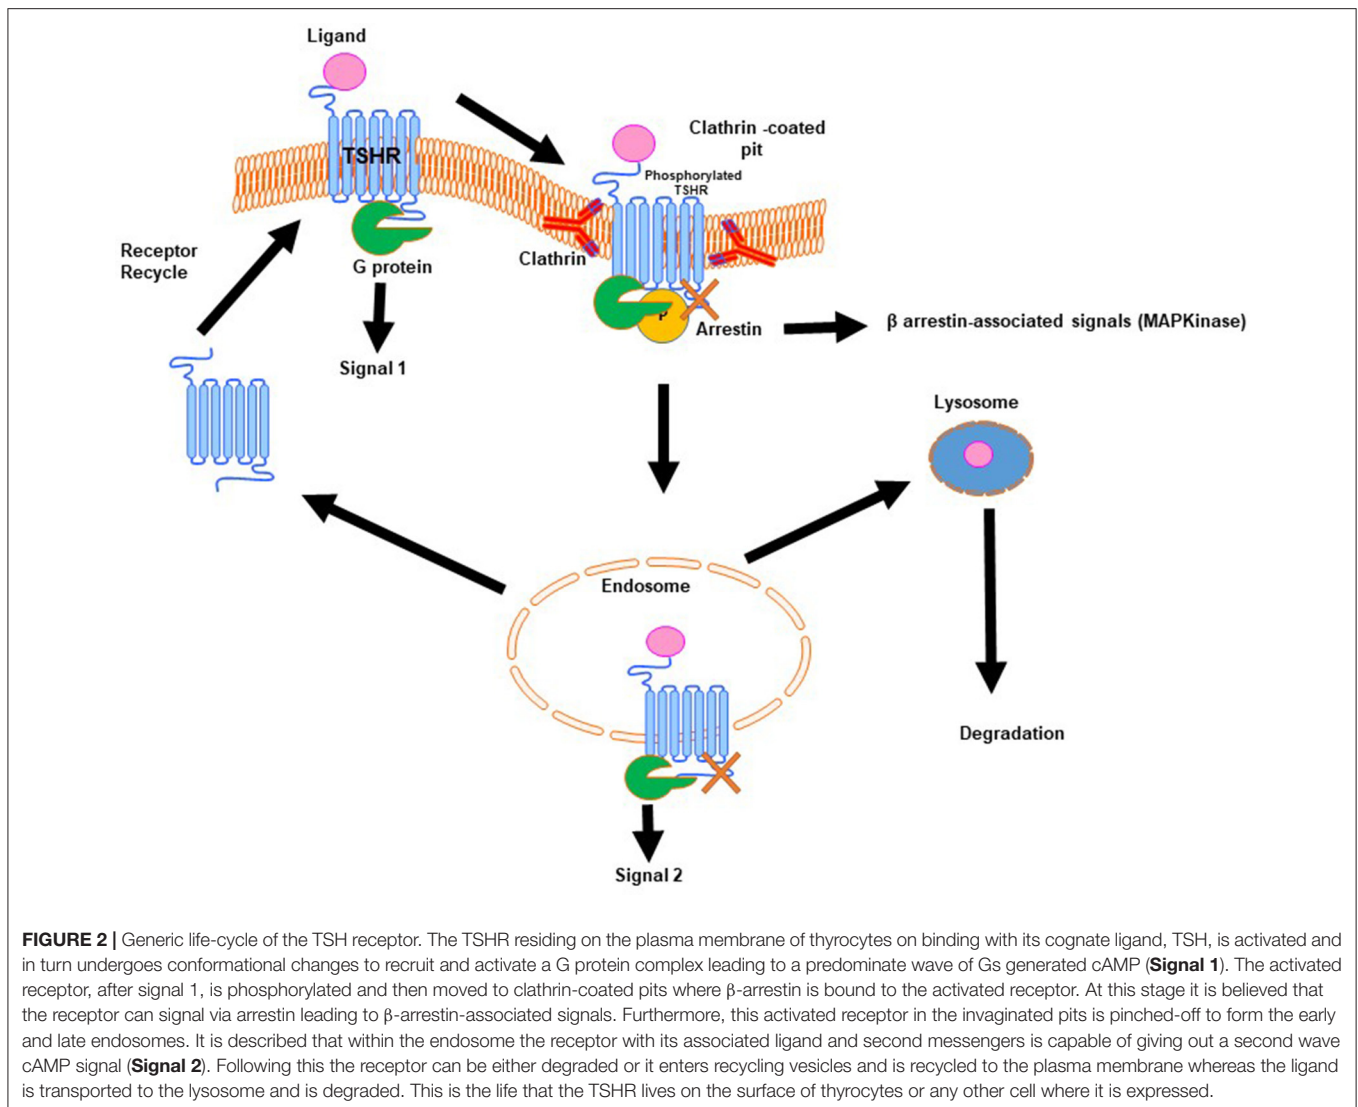 Ligand
TSHR
G protein
Signal 1
Receptor
Recycle
Clathrin -coated
pit
Phosphorylated
TSHR
Clathrin
P
Arrestin
β arrestin-associated signals (MAPKinase)
Lysosome
Degradation
Endosome
Signal 2
FIGURE 2 | Generic life-cycle of the TSH receptor. The TSHR residing on the plasma membrane of thyrocytes on binding with its cognate ligand, TSH, is activated and
in turn undergoes conformational changes to recruit and activate a G protein complex leading to a predominate wave of Gs generated cAMP (Signal 1). The activated
receptor, after signal 1, is phosphorylated and then moved to clathrin-coated pits where β-arrestin is bound to the activated receptor. At this stage it is believed that
the receptor can signal via arrestin leading to β-arrestin-associated signals. Furthermore, this activated receptor in the invaginated pits is pinched-off to form the early
and late endosomes. It is described that within the endosome the receptor with its associated ligand and second messengers is capable of giving out a second wave
cAMP signal (Signal 2). Following this the receptor can be either degraded or it enters recycling vesicles and is recycled to the plasma membrane whereas the ligand
is transported to the lysosome and is degraded. This is the life that the TSHR lives on the surface of thyrocytes or any other cell where it is expressed.